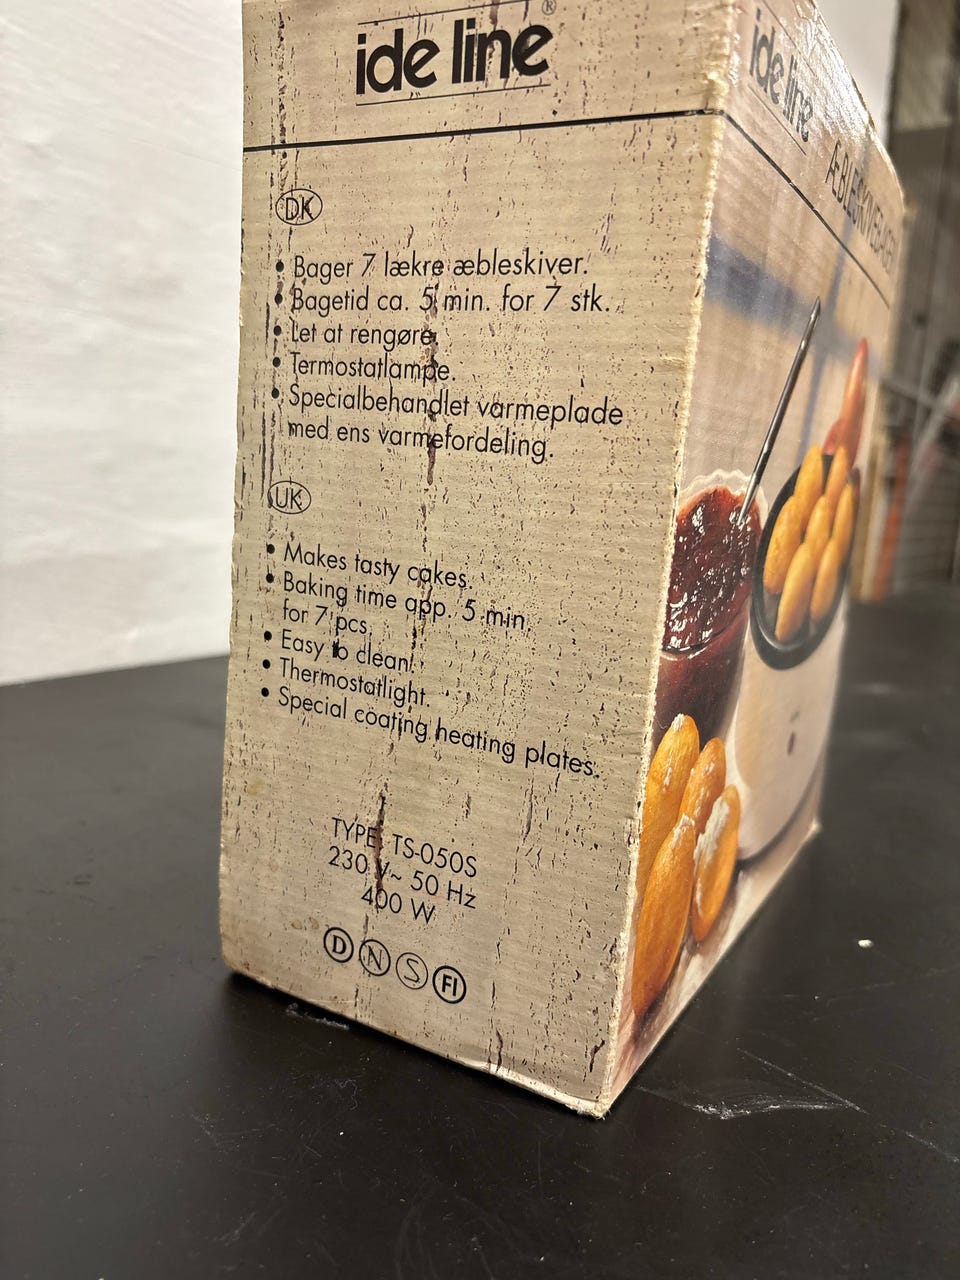 ide line®
DK
• Bager 7 lækre æbleskiver.
• Bagetid ca. 5 min. for 7 stk.
• Let at rengøre.
• Termostatlampe.
• Specialbehandlet varmeplade
med ens varmefordeling.
UK
• Makes tasty cakes.
• Baking time app. 5 min.
for 7 pcs.
• Easy to clean.
• Thermostatlight.
• Special coating heating plates.
TYPE TS-050S
230 V~ 50 Hz
400 W
D N S FI
ide line
ÆBLESKIVEBAGER